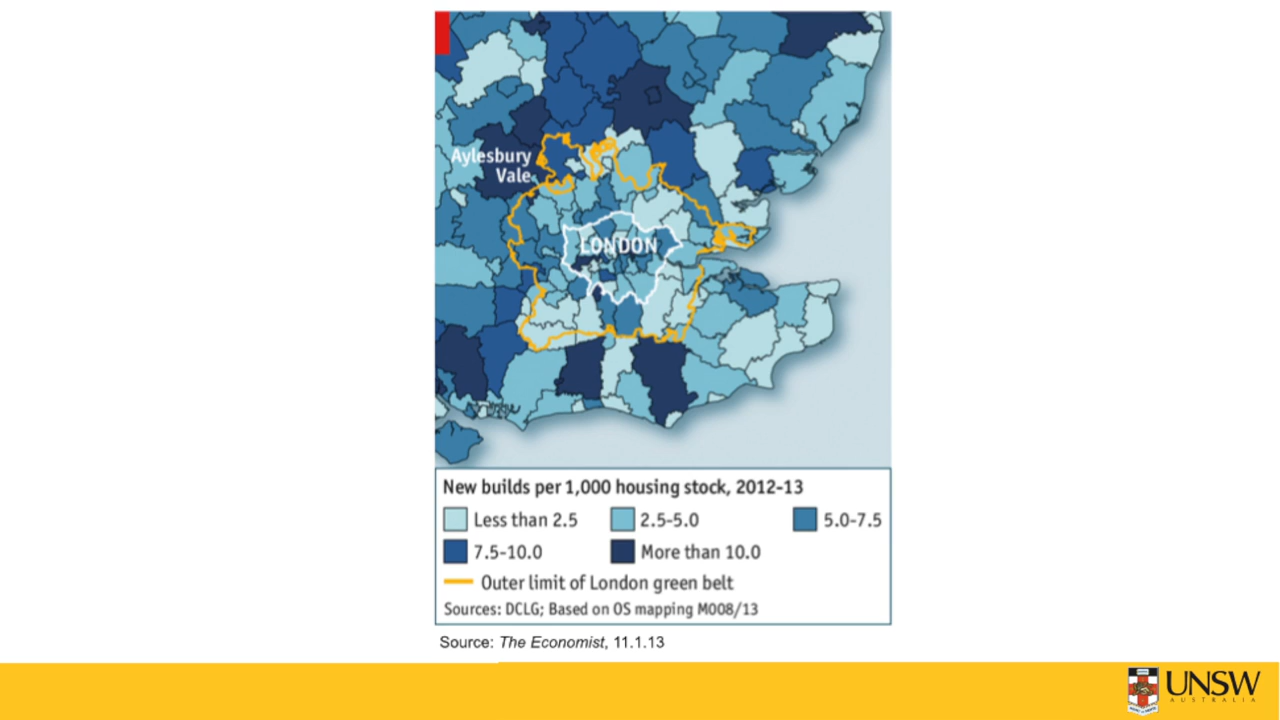 Aylesbury
Vale
LONDON
New builds per 1,000 housing stock, 2012-13
Less than 2.5
2.5-5.0
5.0-7.5
7.5-10.0
More than 10.0
Outer limit of London green belt
Sources: DCLG; Based on OS mapping M008/13
Source: The Economist, 11.1.13
UNSW
AUSTRALIA